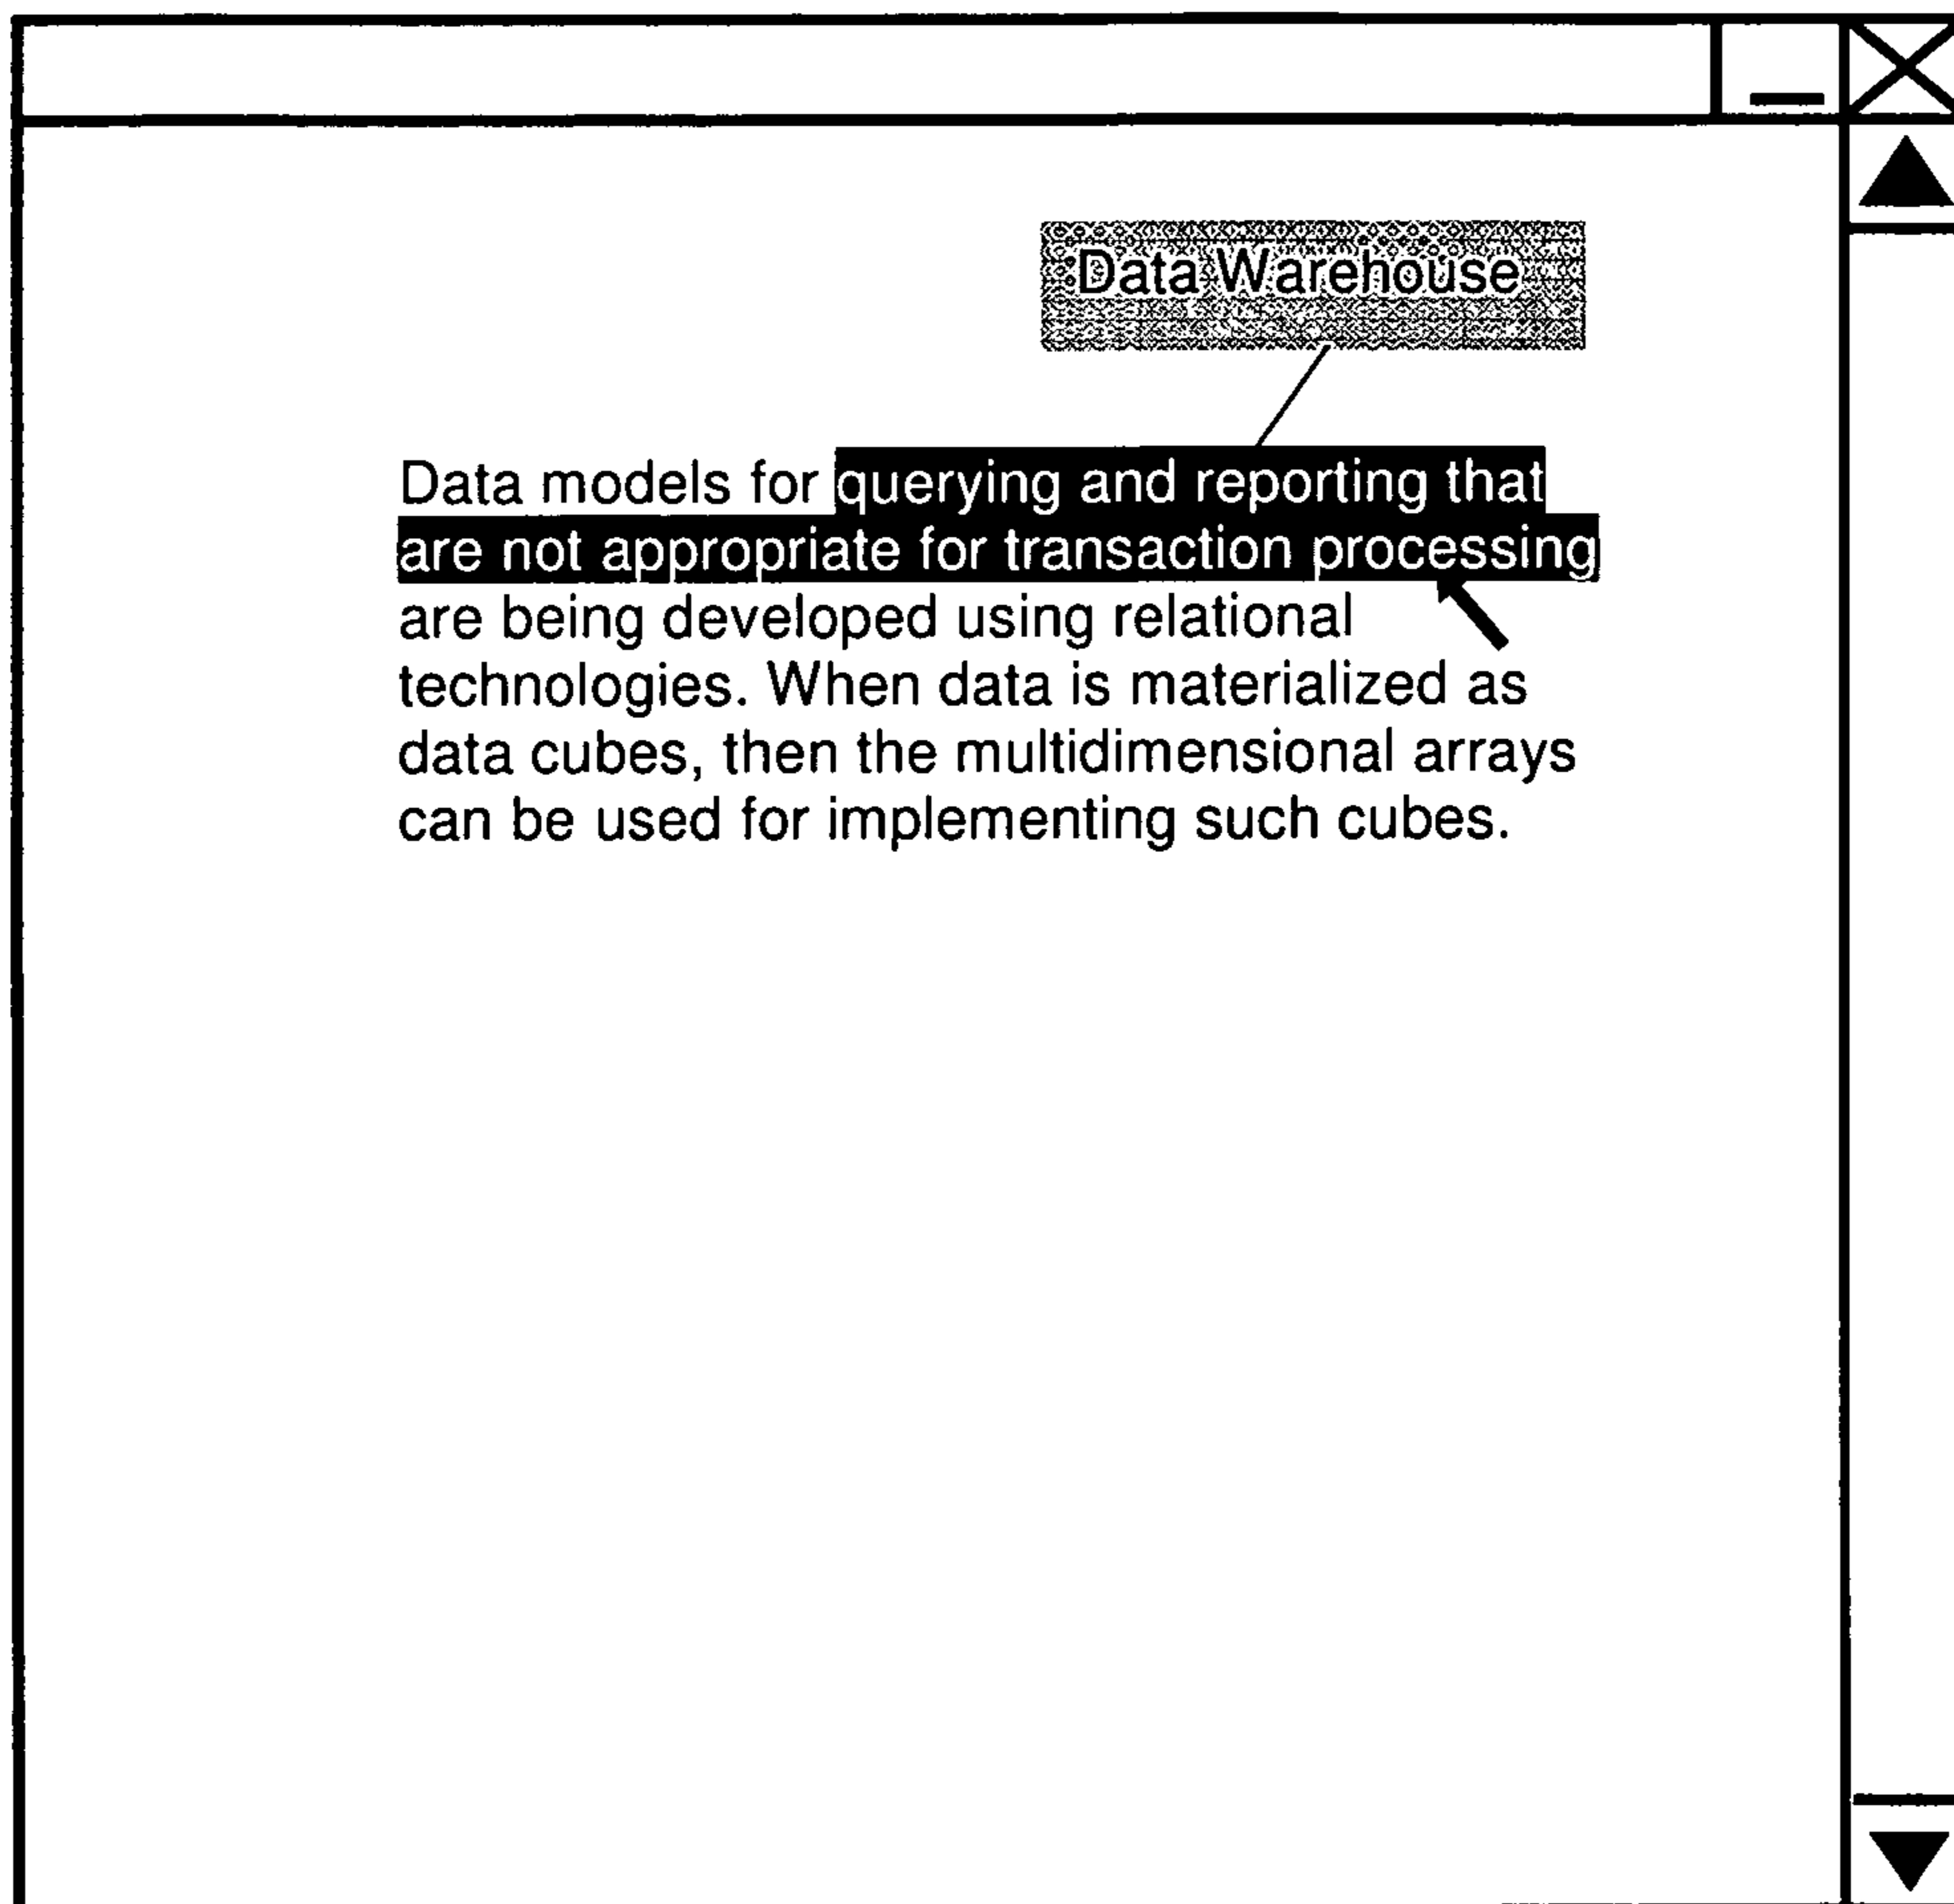 Data Warehouse
Data models for querying and reporting that
are not appropriate for transaction processing
are being developed using relational
technologies. When data is materialized as
data cubes, then the multidimensional arrays
can be used for implementing such cubes.